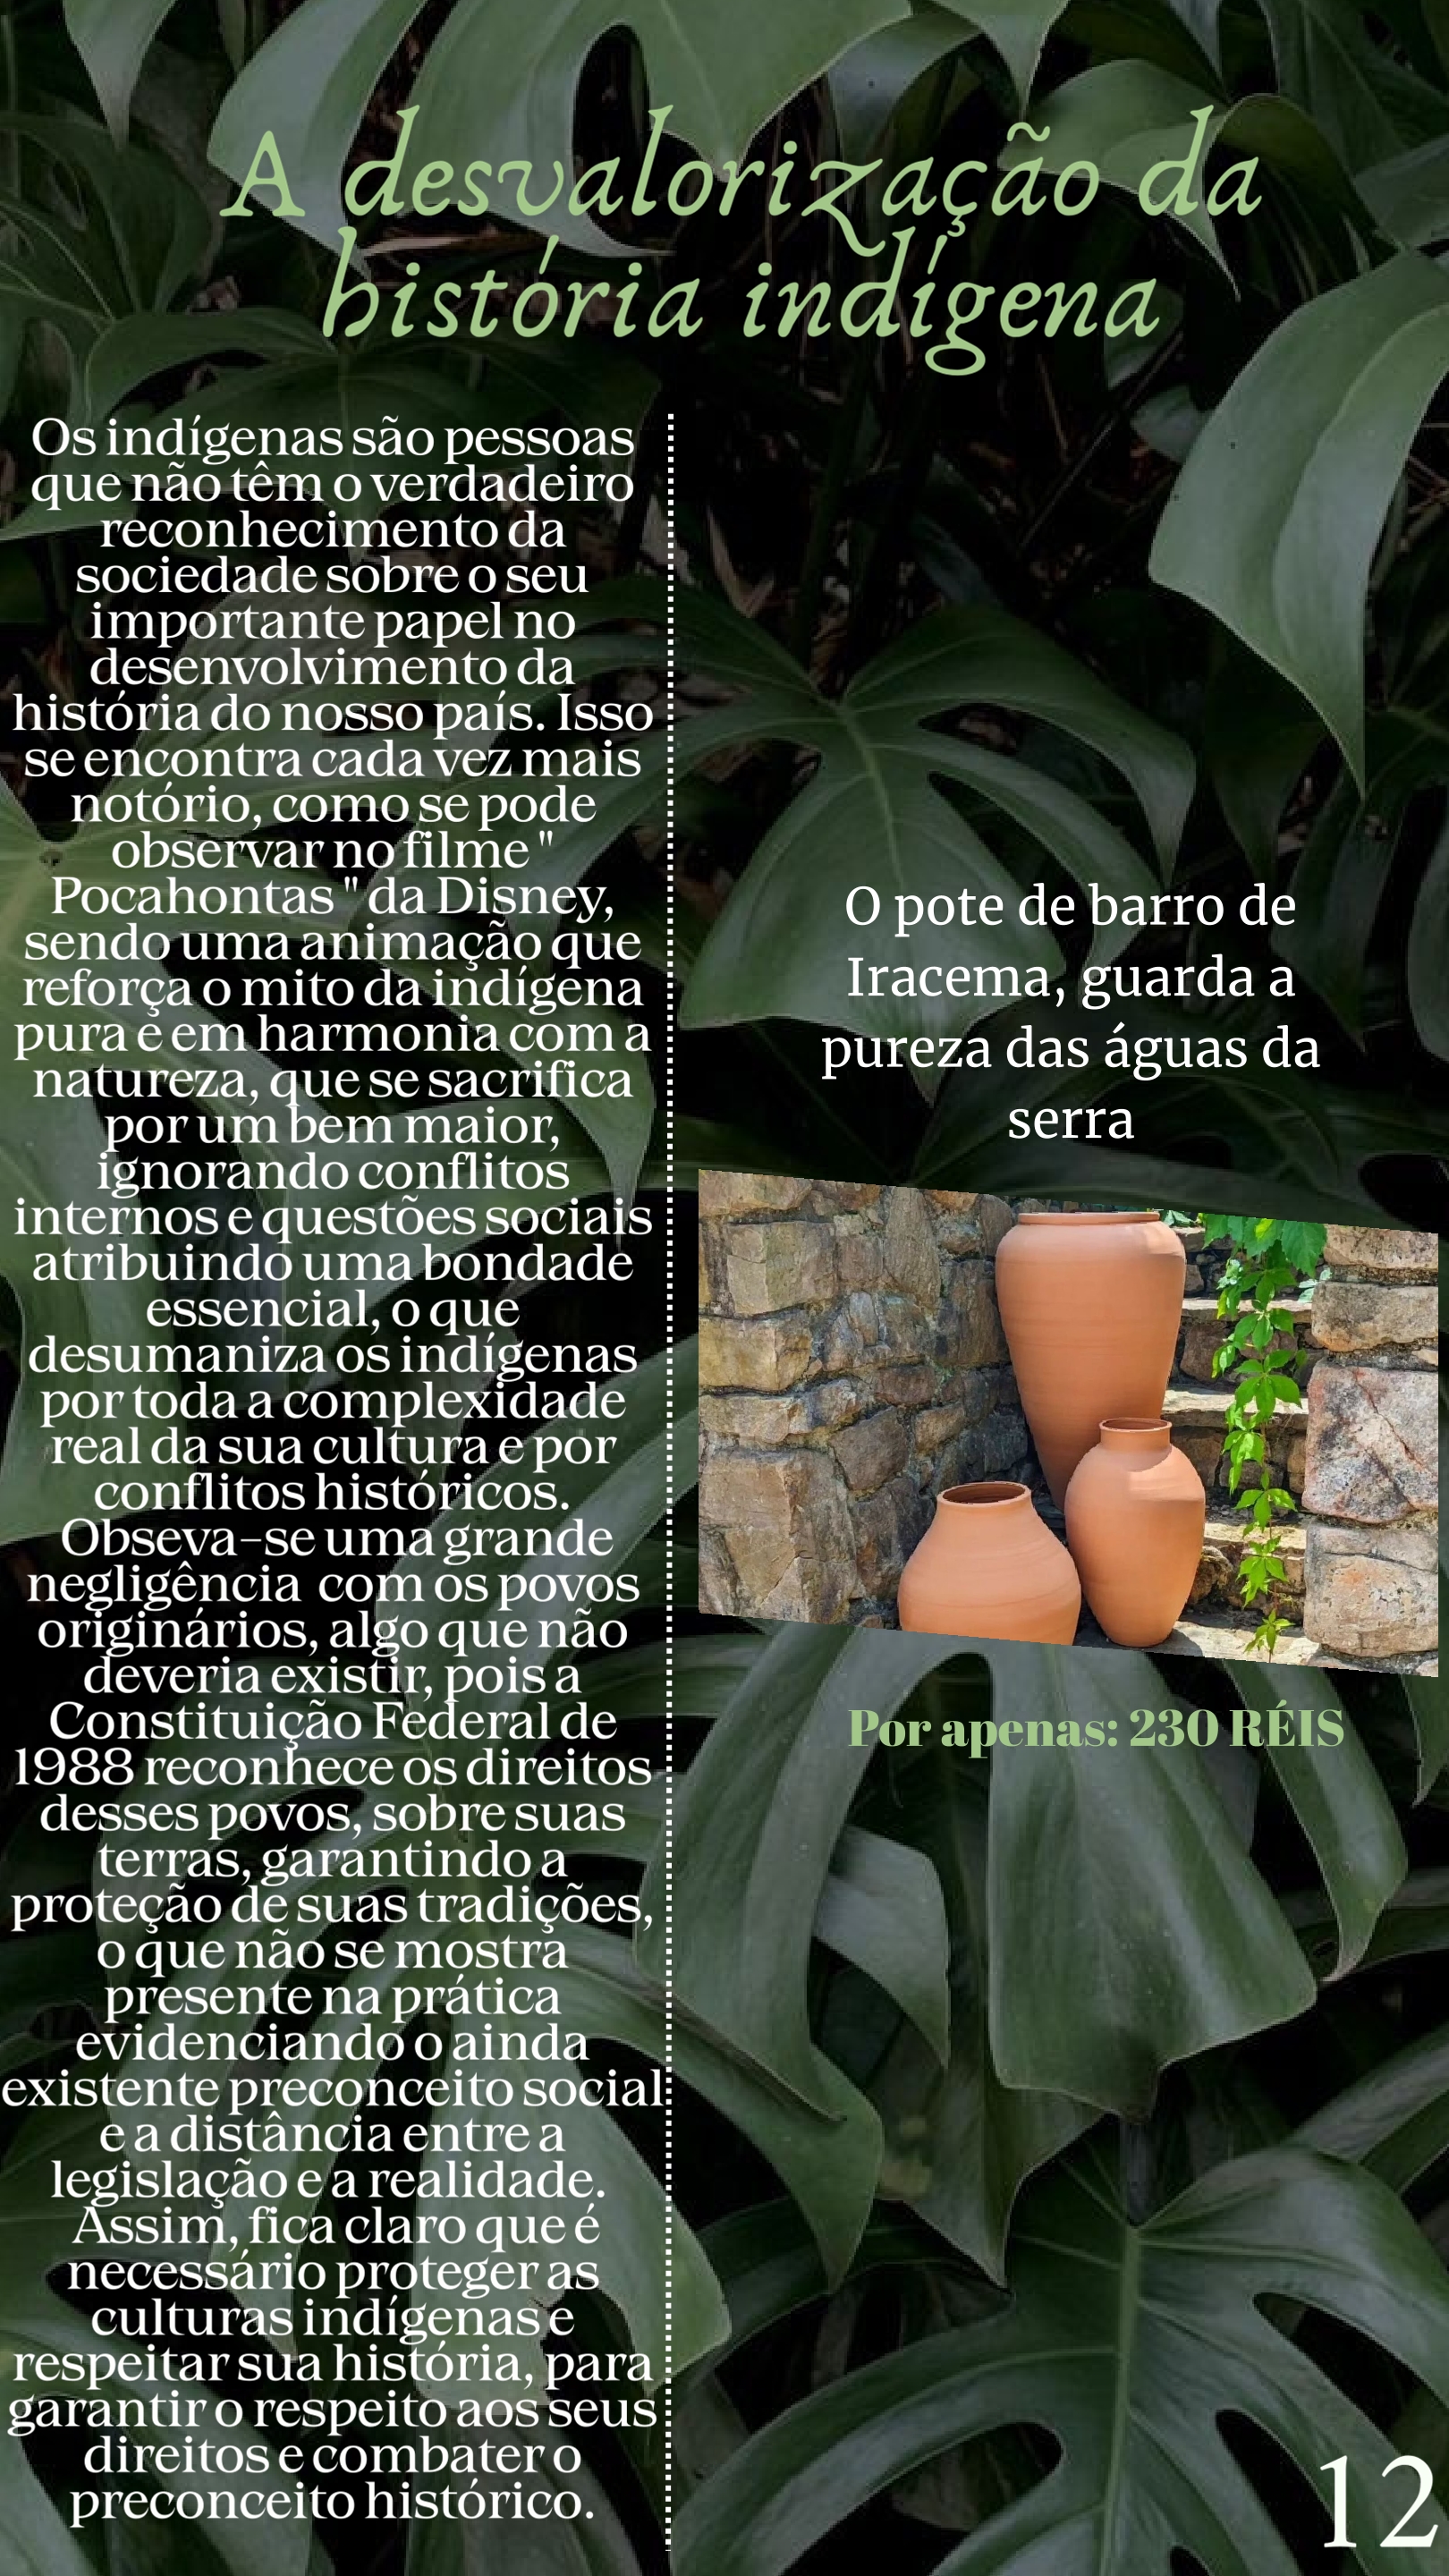 A desvalorização da
história indígena
Os indígenas são pessoas
que não têm o verdadeiro
reconhecimento da
sociedade sobre o seu
importante papel no
desenvolvimento da
história do nosso país. Isso
se encontra cada vez mais
notório, como se pode
observar no filme "
Pocahontas " da Disney,
sendo uma animação que
reforça o mito da indígena
pura e em harmonia com a
natureza, que se sacrifica
por um bem maior,
ignorando conflitos
internos e questões sociais
atribuindo uma bondade
essencial, o que
desumaniza os indígenas
por toda a complexidade
real da sua cultura e por
conflitos históricos.
Obseva-se uma grande
negligência com os povos
originários, algo que não
deveria existir, pois a
Constituição Federal de
1988 reconhece os direitos
desses povos, sobre suas
terras, garantindo a
proteção de suas tradições,
o que não se mostra
presente na prática
evidenciando o ainda
existente preconceito social
e a distância entre a
legislação e a realidade.
Assim, fica claro que é
necessário proteger as
culturas indígenas e
respeitar sua história, para
garantir o respeito aos seus
direitos e combater o
preconceito histórico.
O pote de barro de
Iracema, guarda a
pureza das águas da
serra
Por apenas: 230 RÉIS
12